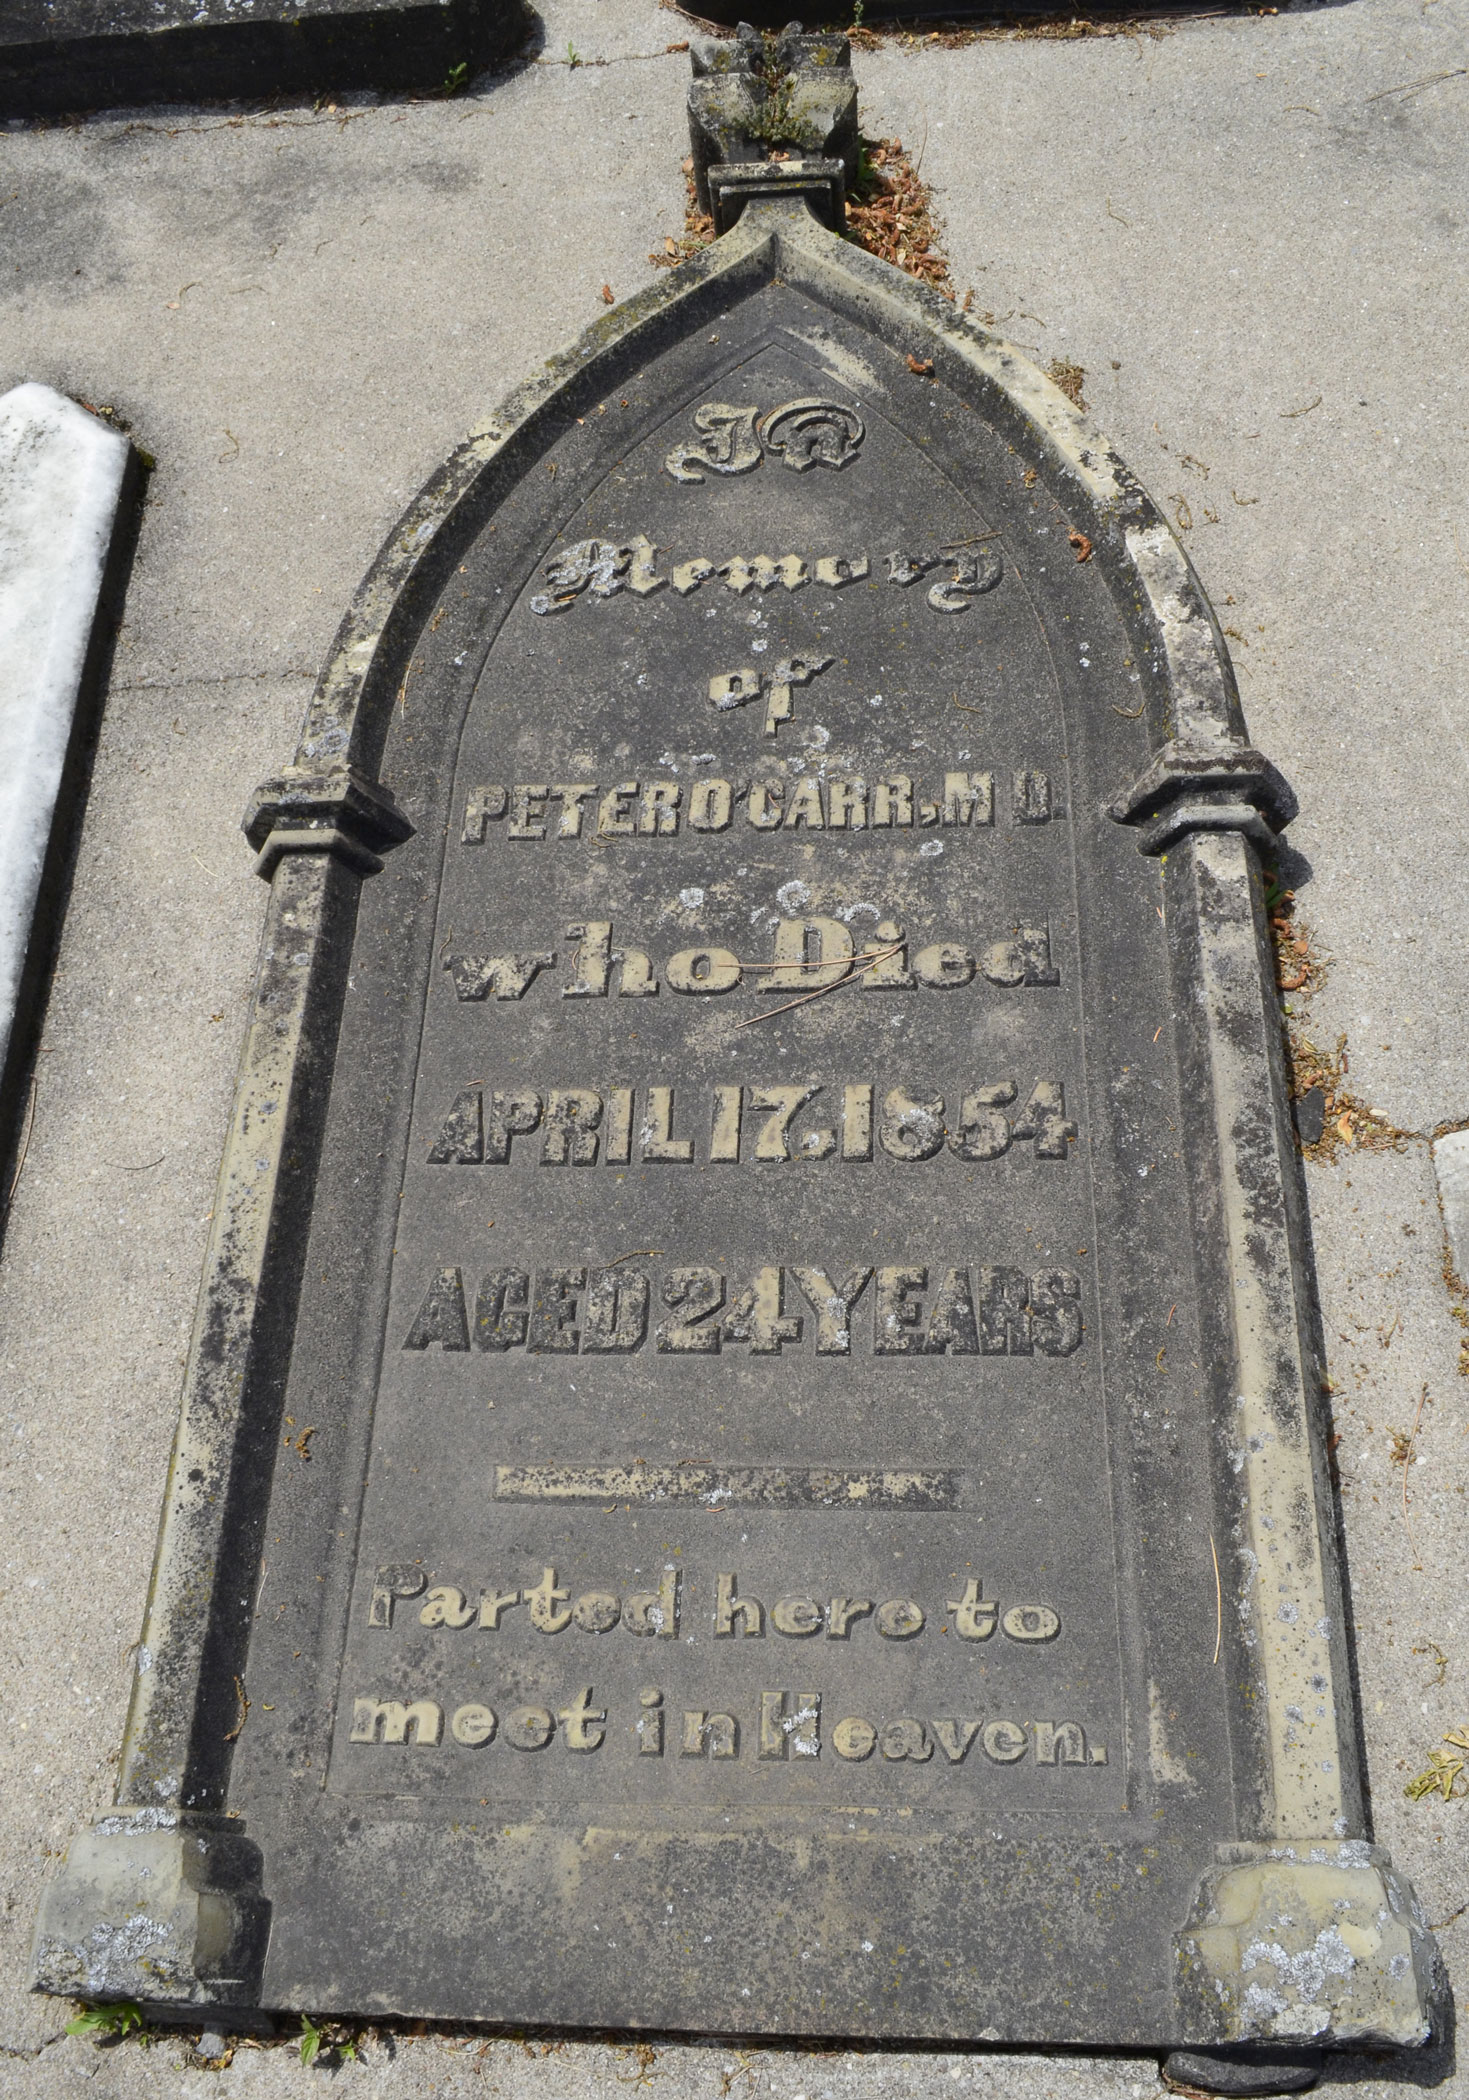 In
Memory
of
PETER O'CARR, M D.
who Died
APRIL 17, 1854
AGED 24 YEARS
Parted here to
meet in Heaven.